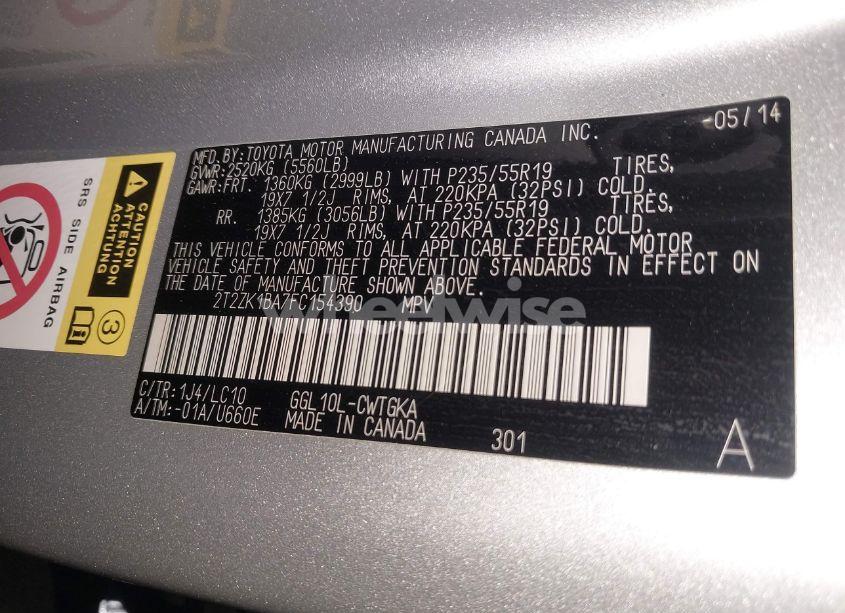 -05/14
MFD.BY:TOYOTA MOTOR MANUFACTURING CANADA INC.
GVWR:2520KG (5560LB)
GAWR:FRT. 1360KG (2999LB) WITH P235/55R19 TIRES,
19X7 1/2J RIMS, AT 220KPA (32PSI) COLD.
RR. 1385KG (3056LB) WITH P235/55R19 TIRES,
19X7 1/2J RIMS, AT 220KPA (32PSI) COLD.
THIS VEHICLE CONFORMS TO ALL APPLICABLE FEDERAL MOTOR
VEHICLE SAFETY AND THEFT PREVENTION STANDARDS IN EFFECT ON
THE DATE OF MANUFACTURE SHOWN ABOVE.
2T2ZK1BA7FC154390 MPV
C/TR:1J4/LC10 GGL10L-CWTGKA
A/TM:-01A/U660E MADE IN CANADA 301 A
CAUTION
ATTENTION
ACHTUNG
SRS SIDE AIRBAG
3
wheelwise